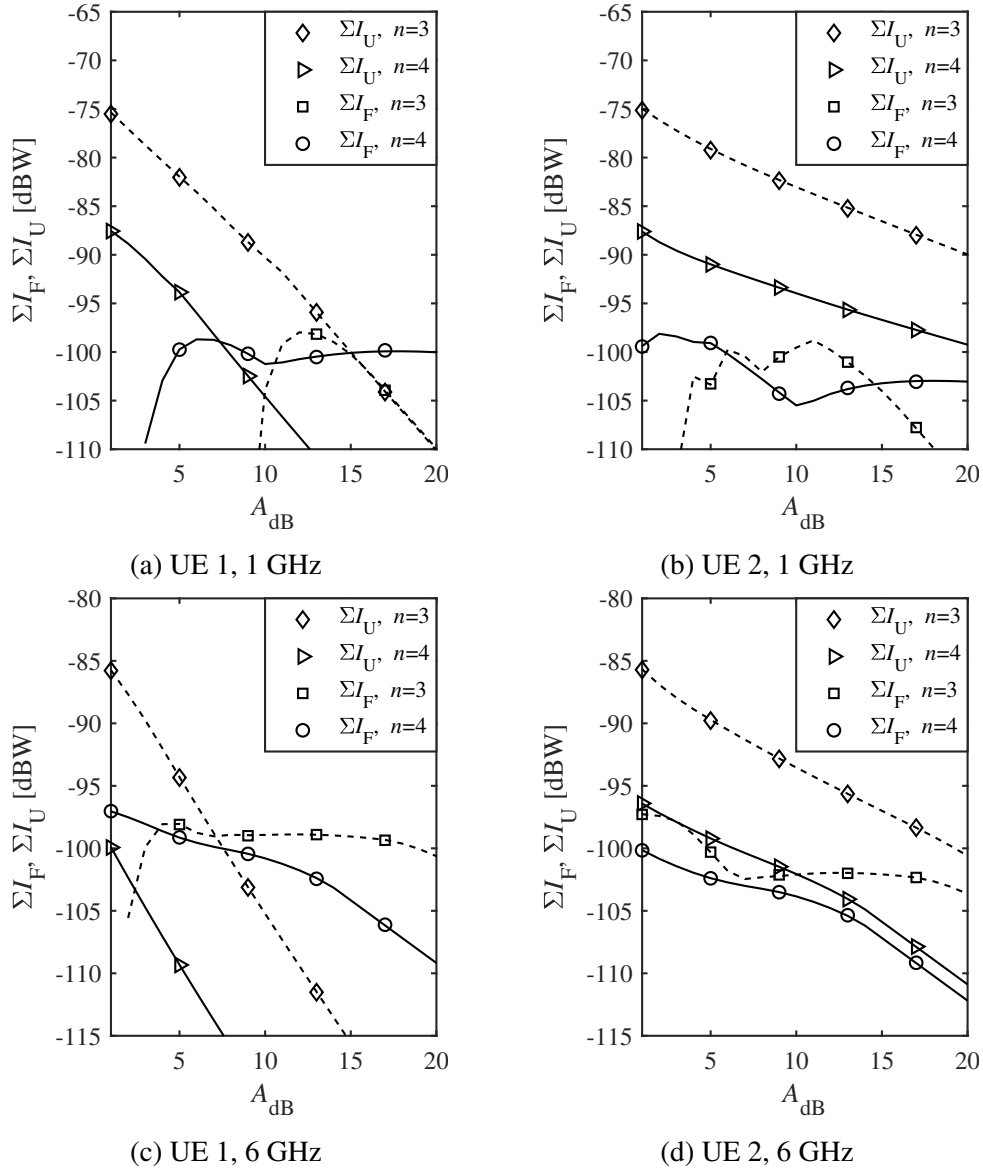 -65
-70
-75
-80
-85
-90
-95
-100
-105
-110
ΣI_F, ΣI_U [dBW]
ΣI_U, n=3
ΣI_U, n=4
ΣI_F, n=3
ΣI_F, n=4
5 10 15 20
A_dB
(a) UE 1, 1 GHz
-65
-70
-75
-80
-85
-90
-95
-100
-105
-110
ΣI_F, ΣI_U [dBW]
ΣI_U, n=3
ΣI_U, n=4
ΣI_F, n=3
ΣI_F, n=4
5 10 15 20
A_dB
(b) UE 2, 1 GHz
-80
-85
-90
-95
-100
-105
-110
-115
ΣI_F, ΣI_U [dBW]
ΣI_U, n=3
ΣI_U, n=4
ΣI_F, n=3
ΣI_F, n=4
5 10 15 20
A_dB
(c) UE 1, 6 GHz
-80
-85
-90
-95
-100
-105
-110
-115
ΣI_F, ΣI_U [dBW]
ΣI_U, n=3
ΣI_U, n=4
ΣI_F, n=3
ΣI_F, n=4
5 10 15 20
A_dB
(d) UE 2, 6 GHz